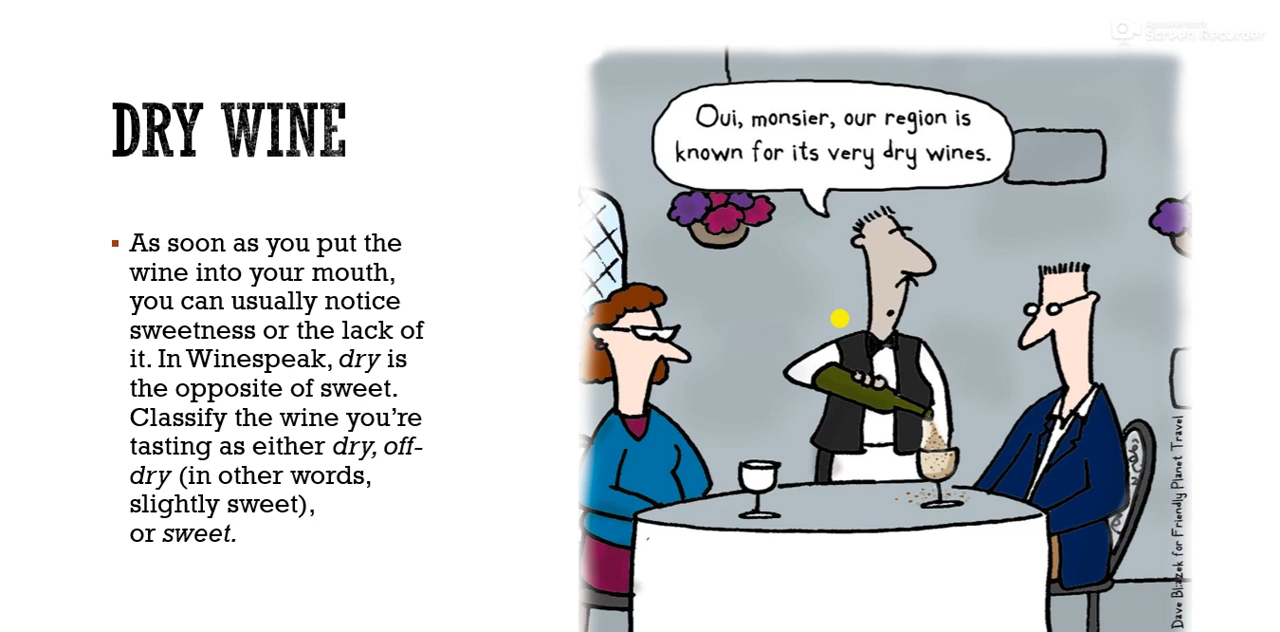 Apowersoft
Screen Recorder
DRY WINE
As soon as you put the
wine into your mouth,
you can usually notice
sweetness or the lack of
it. In Winespeak, dry is
the opposite of sweet.
Classify the wine you’re
tasting as either dry, off-
dry (in other words,
slightly sweet),
or sweet.
Oui, monsier, our region is
known for its very dry wines.
Dave Blazek for Friendly Planet Travel